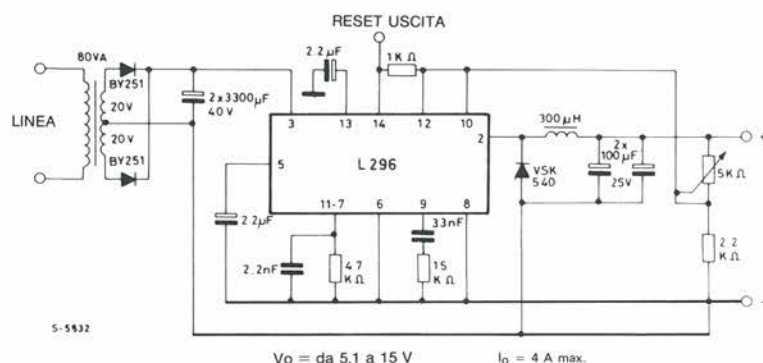 RESET USCITA
80VA
BY251
20V
20V
BY251
LINEA
2x3300µF
40V
2.2µF
1KΩ
3
13
14
12
10
5
L296
2
11-7
6
9
8
300µH
VSK
540
2x
100µF
25V
5KΩ
2.2µF
2.2nF
47
KΩ
33nF
15
KΩ
2.2
KΩ
+
-
S-5932
Vo = da 5,1 a 15 V
Io = 4 A max.